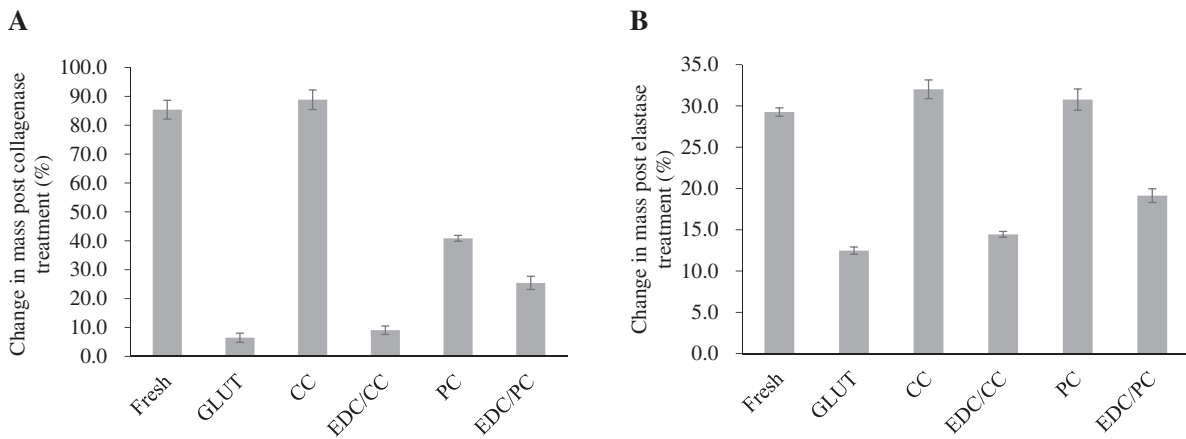 A
Change in mass post collagenase
treatment (%)
100.0
90.0
80.0
70.0
60.0
50.0
40.0
30.0
20.0
10.0
0.0
Fresh
GLUT
CC
EDC/CC
PC
EDC/PC
B
Change in mass post elastase
treatment (%)
35.0
30.0
25.0
20.0
15.0
10.0
5.0
0.0
Fresh
GLUT
CC
EDC/CC
PC
EDC/PC